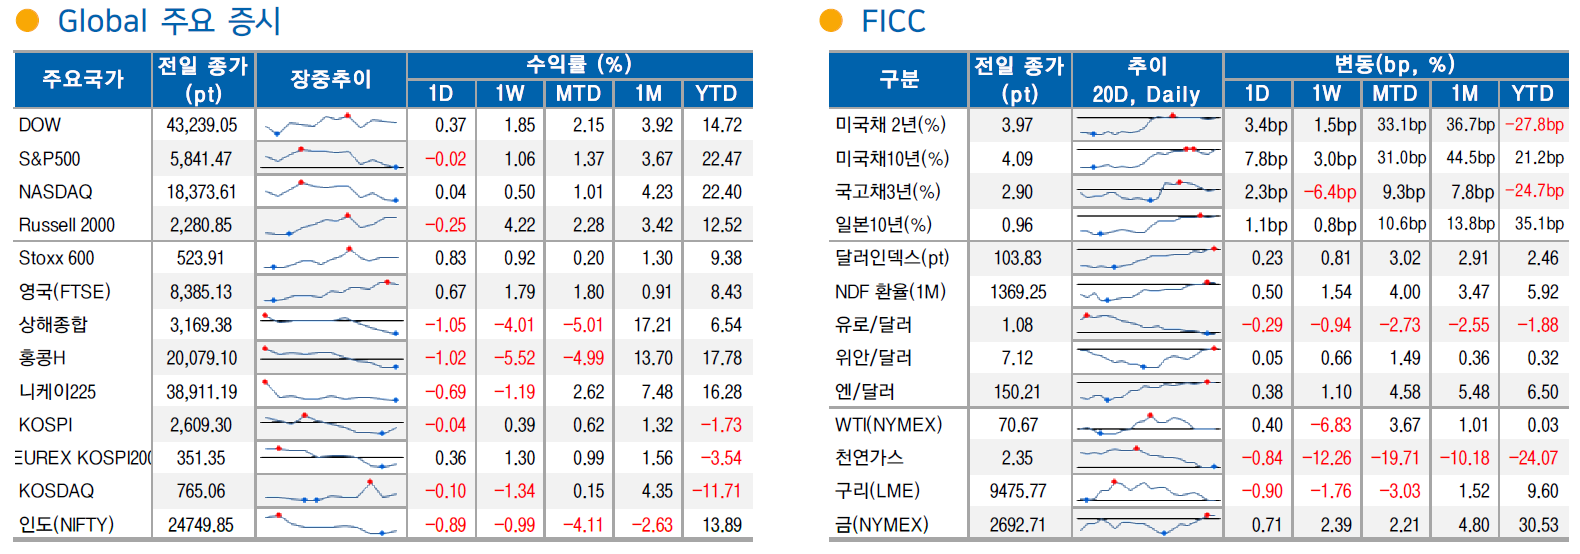 Global 주요 증시
주요국가 전일 종가 (pt) 장중추이 수익률 (%)
1D 1W MTD 1M YTD
DOW 43,239.05 0.37 1.85 2.15 3.92 14.72
S&P500 5,841.47 -0.02 1.06 1.37 3.67 22.47
NASDAQ 18,373.61 0.04 0.50 1.01 4.23 22.40
Russell 2000 2,280.85 -0.25 4.22 2.28 3.42 12.52
Stoxx 600 523.91 0.83 0.92 0.20 1.30 9.38
영국(FTSE) 8,385.13 0.67 1.79 1.80 0.91 8.43
상해종합 3,169.38 -1.05 -4.01 -5.01 17.21 6.54
홍콩H 20,079.10 -1.02 -5.52 -4.99 13.70 17.78
니케이225 38,911.19 -0.69 -1.19 2.62 7.48 16.28
KOSPI 2,609.30 -0.04 0.39 0.62 1.32 -1.73
EUREX KOSPI200 351.35 0.36 1.30 0.99 1.56 -3.54
KOSDAQ 765.06 -0.10 -1.34 0.15 4.35 -11.71
인도(NIFTY) 24749.85 -0.89 -0.99 -4.11 -2.63 13.89
FICC
구분 전일 종가 (pt) 추이 20D, Daily 변동(bp, %)
1D 1W MTD 1M YTD
미국채 2년(%) 3.97 3.4bp 1.5bp 33.1bp 36.7bp -27.8bp
미국채10년(%) 4.09 7.8bp 3.0bp 31.0bp 44.5bp 21.2bp
국고채3년(%) 2.90 2.3bp -6.4bp 9.3bp 7.8bp -24.7bp
일본10년(%) 0.96 1.1bp 0.8bp 10.6bp 13.8bp 35.1bp
달러인덱스(pt) 103.83 0.23 0.81 3.02 2.91 2.46
NDF 환율(1M) 1369.25 0.50 1.54 4.00 3.47 5.92
유로/달러 1.08 -0.29 -0.94 -2.73 -2.55 -1.88
위안/달러 7.12 0.05 0.66 1.49 0.36 0.32
엔/달러 150.21 0.38 1.10 4.58 5.48 6.50
WTI(NYMEX) 70.67 0.40 -6.83 3.67 1.01 0.03
천연가스 2.35 -0.84 -12.26 -19.71 -10.18 -24.07
구리(LME) 9475.77 -0.90 -1.76 -3.03 1.52 9.60
금(NYMEX) 2692.71 0.71 2.39 2.21 4.80 30.53